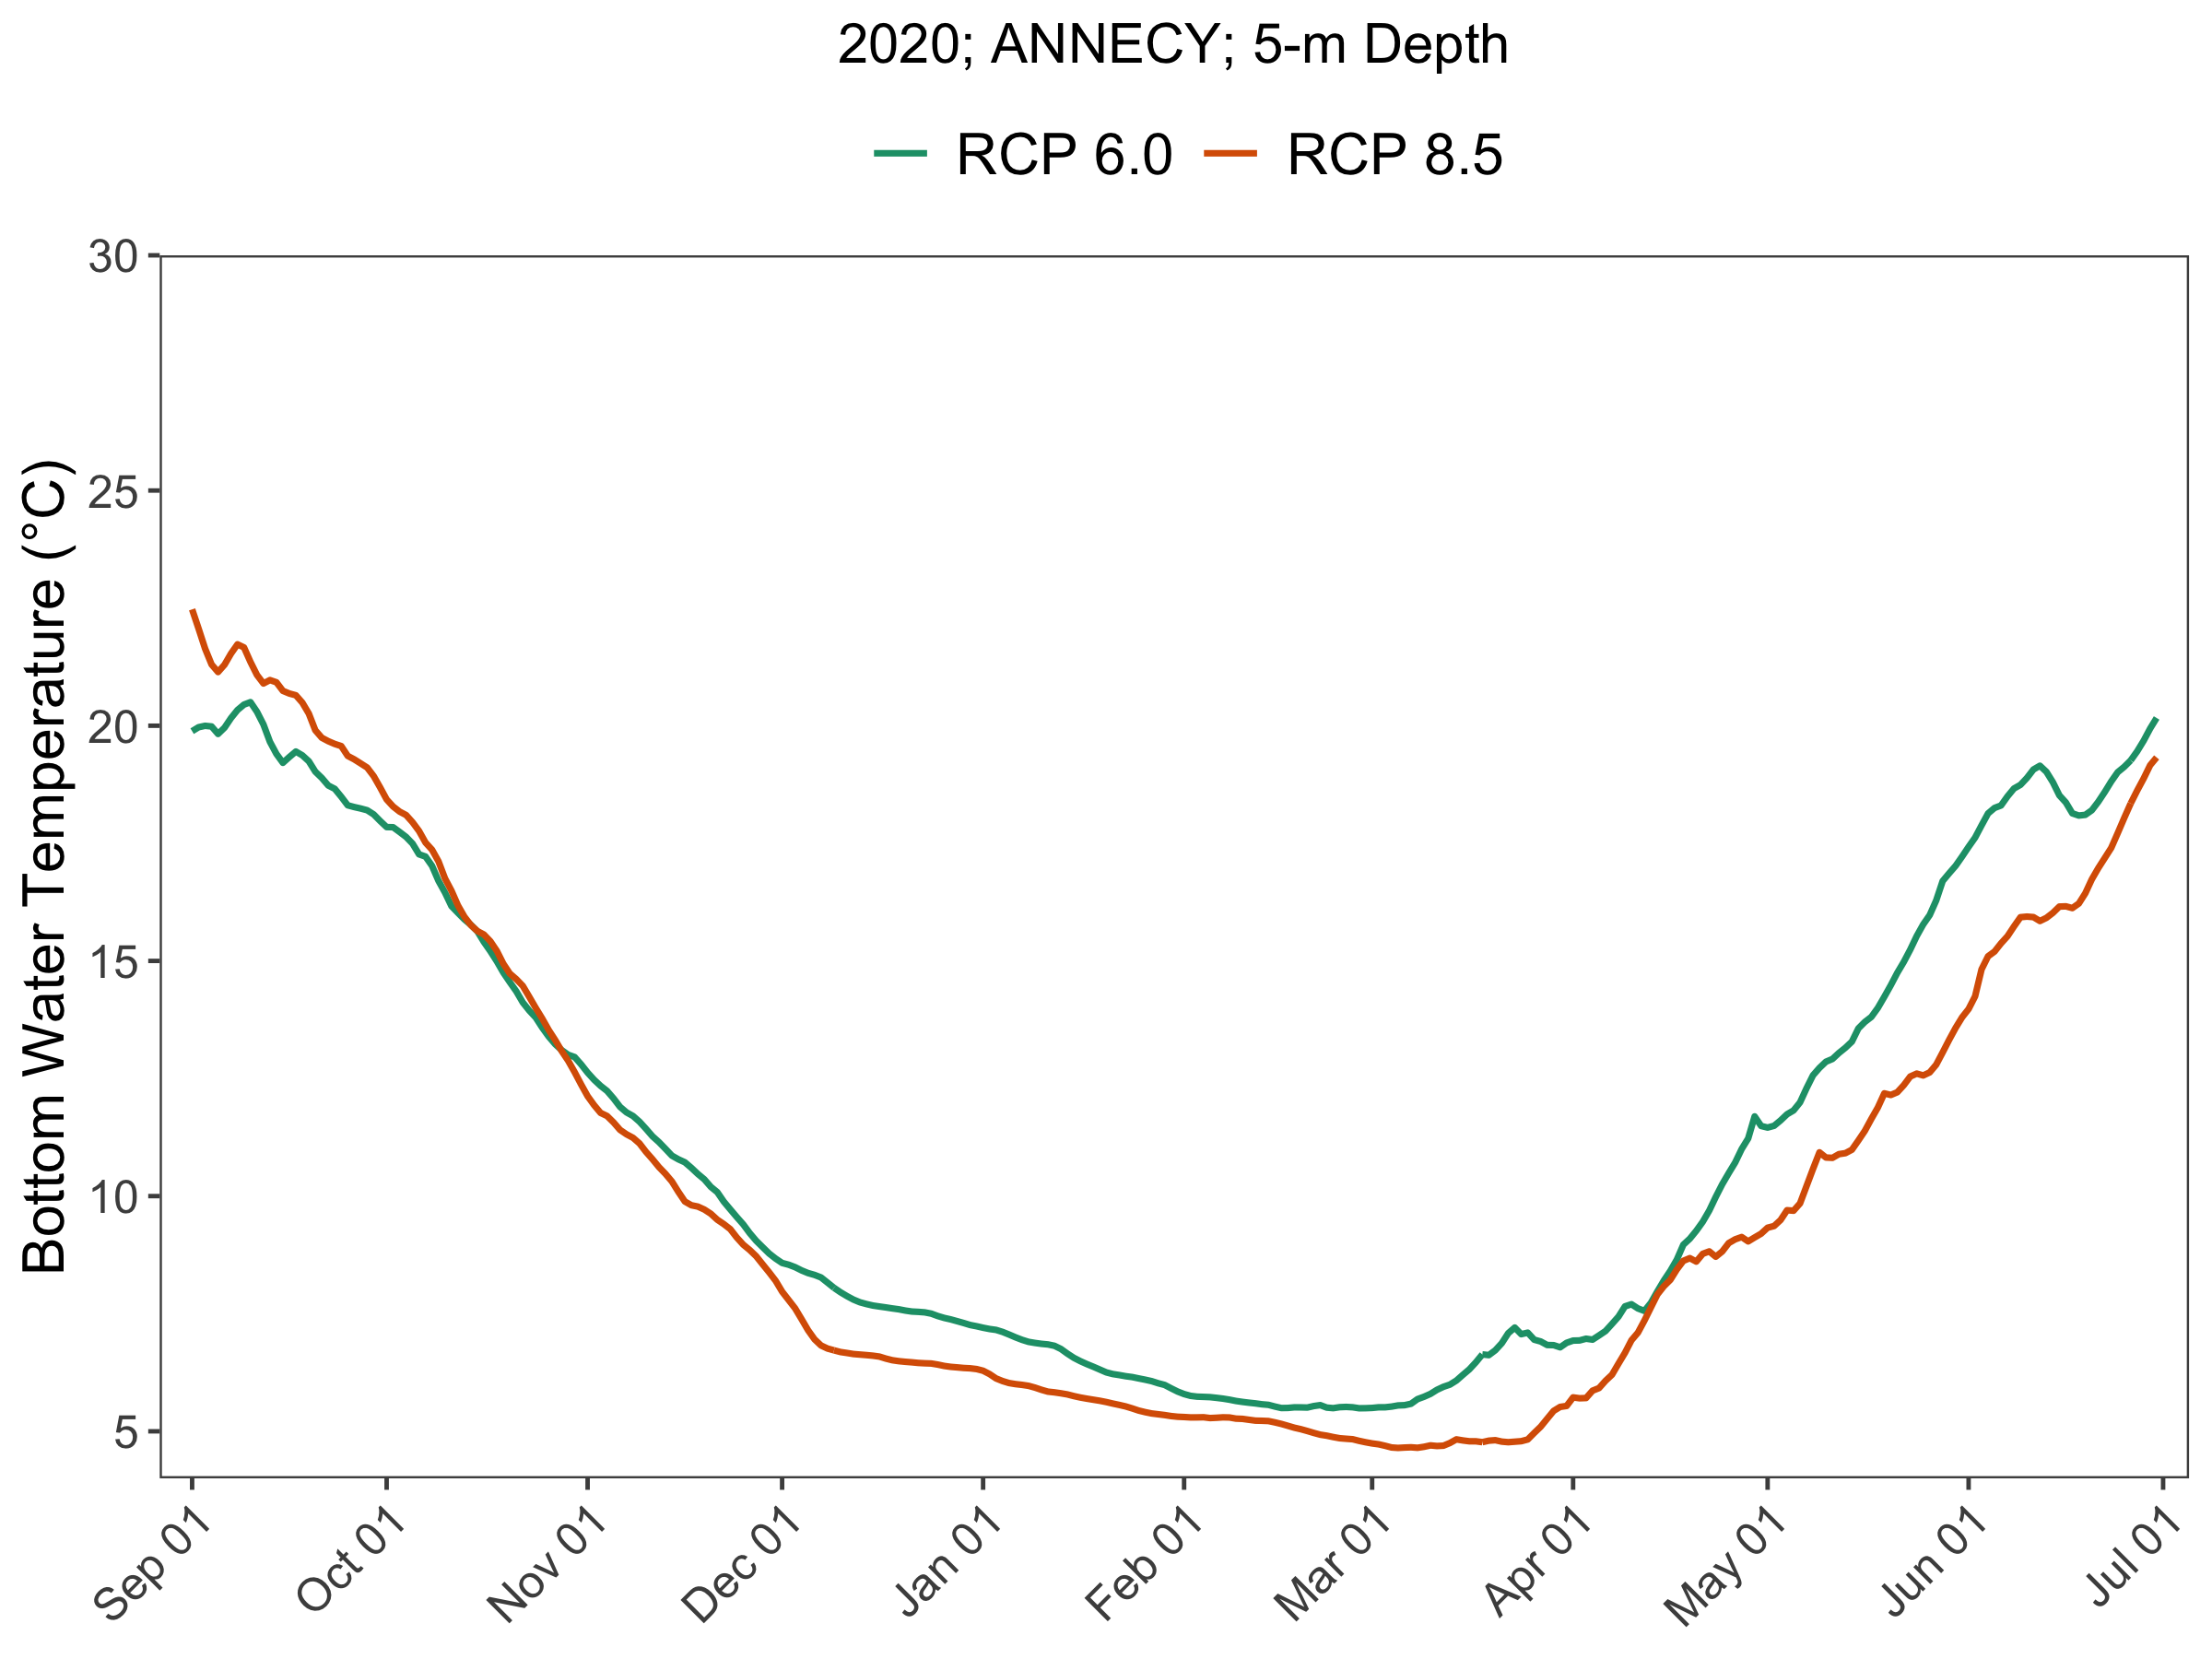 2020; ANNECY; 5-m Depth
RCP 6.0 RCP 8.5
Bottom Water Temperature (°C)
30
25
20
15
10
5
Sep 01 Oct 01 Nov 01 Dec 01 Jan 01 Feb 01 Mar 01 Apr 01 May 01 Jun 01 Jul 01